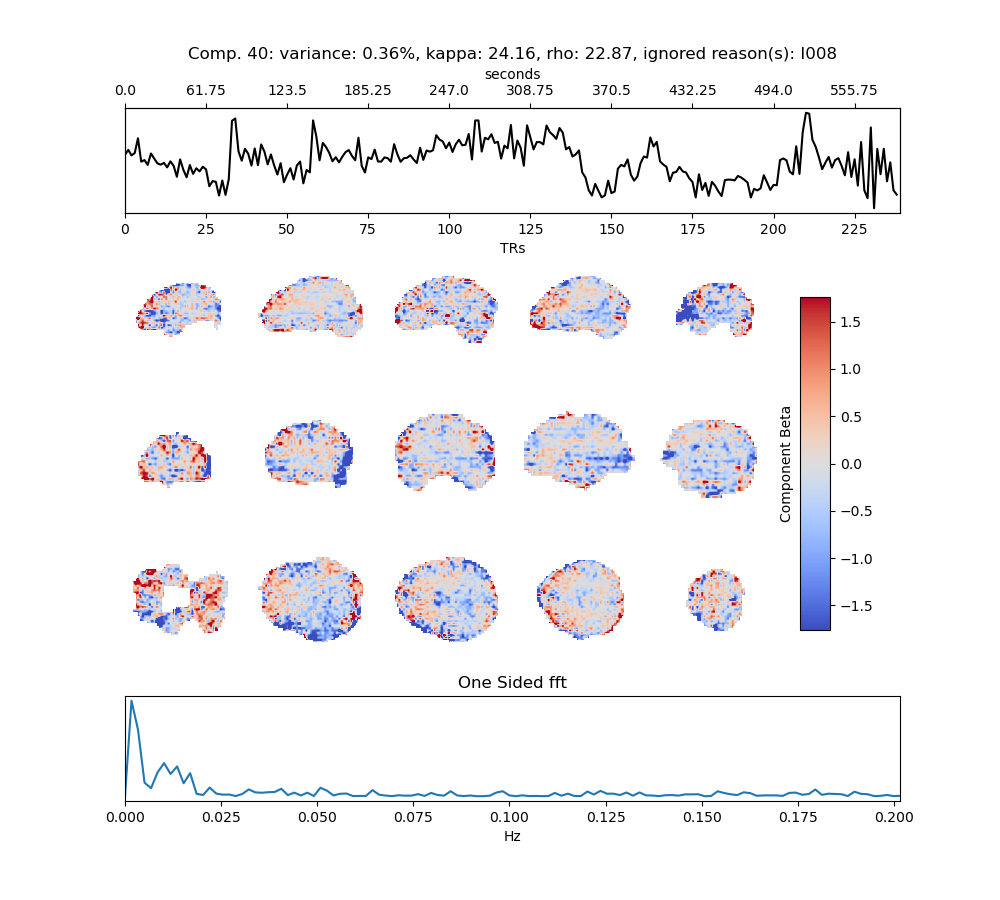 Comp. 40: variance: 0.36%, kappa: 24.16, rho: 22.87, ignored reason(s): I008
seconds
0.0 61.75 123.5 185.25 247.0 308.75 370.5 432.25 494.0 555.75
0 25 50 75 100 125 150 175 200 225
TRs
1.5
1.0
0.5
0.0
−0.5
−1.0
−1.5
Component Beta
One Sided fft
0.000 0.025 0.050 0.075 0.100 0.125 0.150 0.175 0.200
Hz